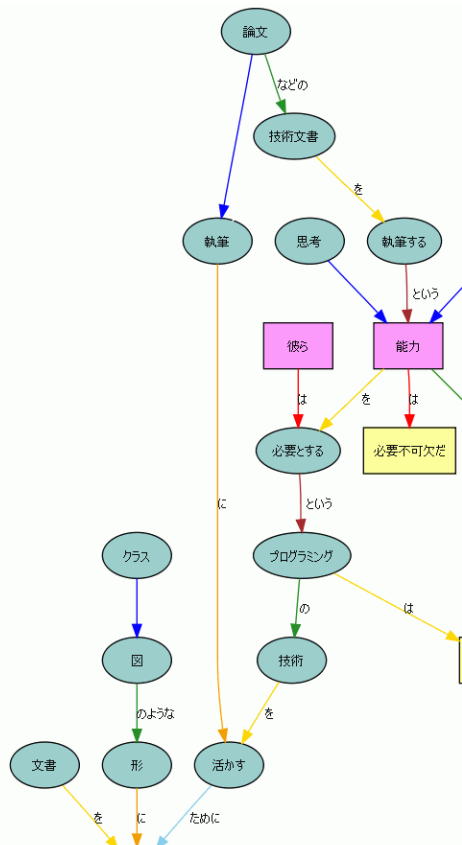 論文
などの
技術文書
を
執筆
思考
執筆する
という
彼ら
能力
は
を
は
必要とする
必要不可欠だ
に
という
クラス
プログラミング
の
は
図
技術
のような
を
文書
形
活かす
を
に
ために